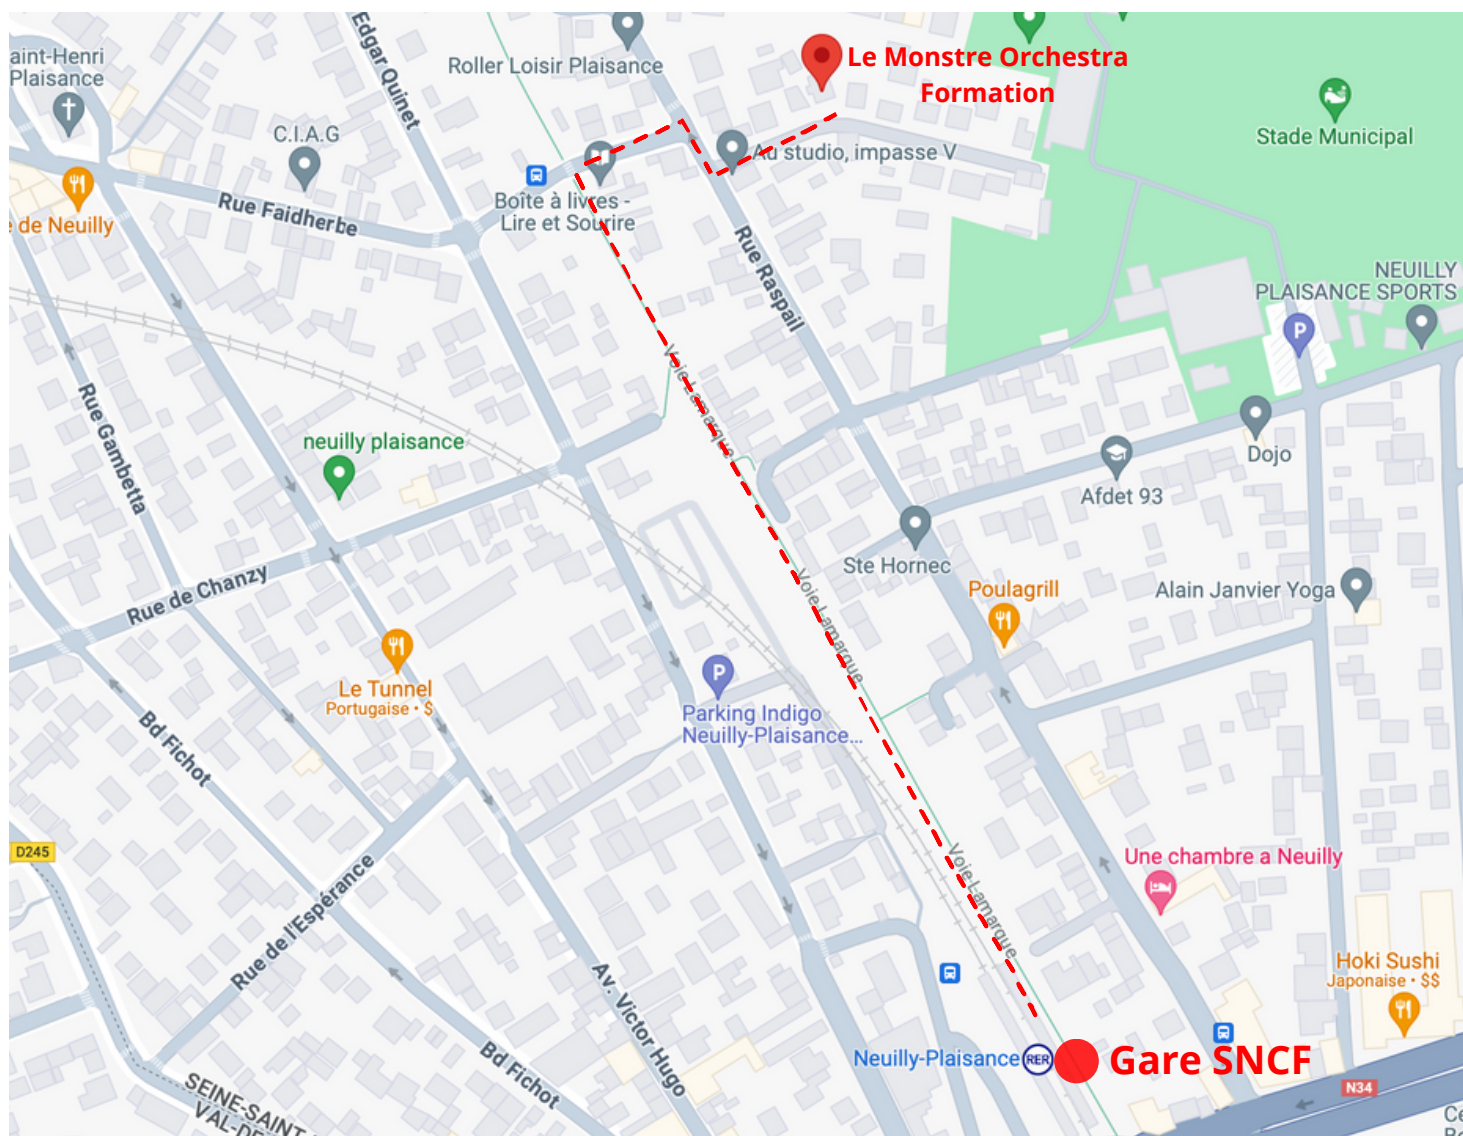 aint-Henri
Plaisance
Edgar Quinet
Roller Loisir Plaisance
Le Monstre Orchestra
Formation
Stade Municipal
C.I.A.G
Au studio, impasse V
Boîte à livres -
Lire et Sourire
Rue Faidherbe
e de Neuilly
Rue Raspail
NEUILLY
PLAISANCE SPORTS
P
Voie Lamarque
Rue Gambetta
neuilly plaisance
Dojo
Afdet 93
Ste Hornec
Rue de Chanzy
Voie Lamarque
Poulagrill
Alain Janvier Yoga
Le Tunnel
Portugaise • $
P
Parking Indigo
Neuilly-Plaisance...
Bd Fichot
D245
Voie Lamarque
Une chambre a Neuilly
Rue de l'Espérance
Av. Victor Hugo
Hoki Sushi
Japonaise • $$
Neuilly-Plaisance
RER
Gare SNCF
Bd Fichot
N34
SEINE-SAINT
VAL-DE